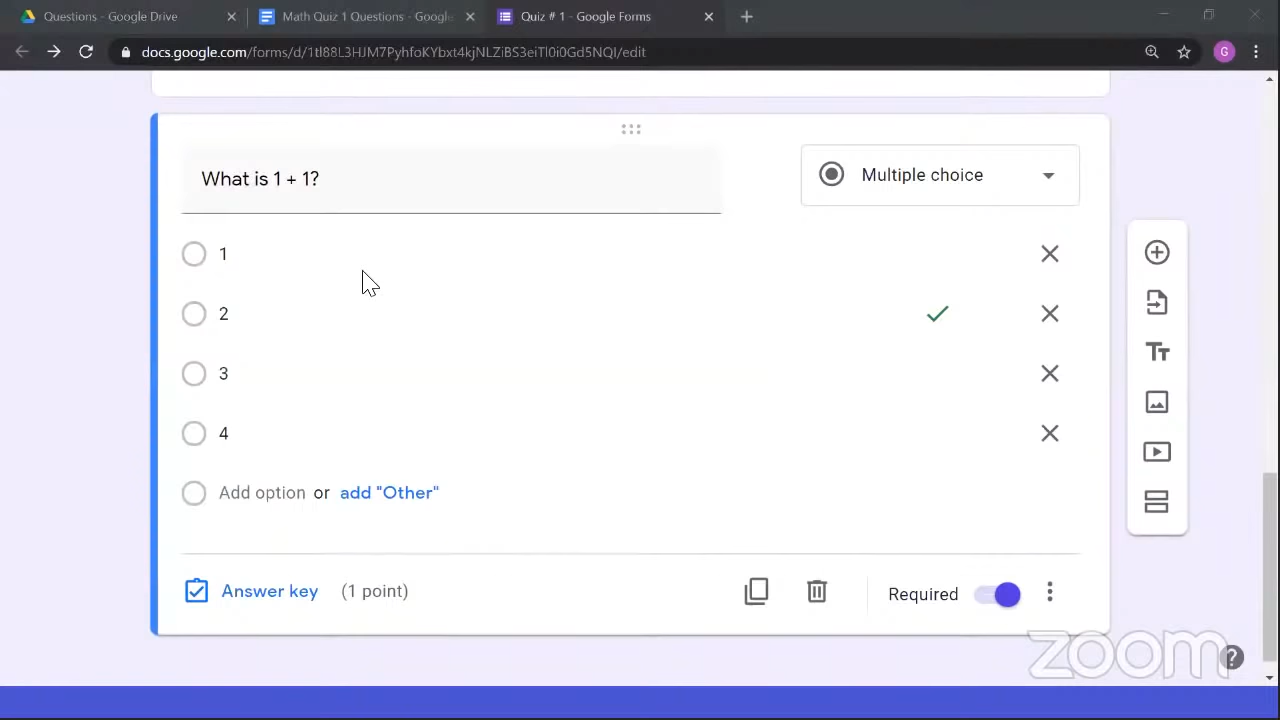 Questions - Google Drive
Math Quiz 1 Questions - Google
Quiz # 1 - Google Forms
docs.google.com/forms/d/1tl88L3HJM7PyhfoKYbxt4kjNLZiBS3eiTl0i0Gd5NQI/edit
G
What is 1 + 1?
Multiple choice
1
2
3
4
Add option or add "Other"
Answer key (1 point)
Required
zoom